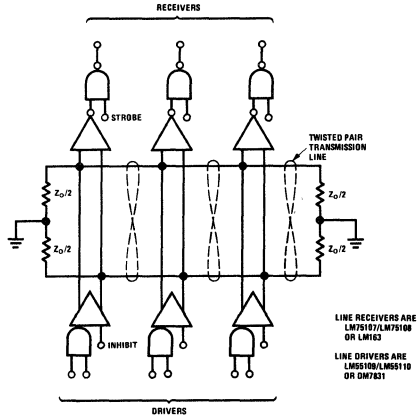 RECEIVERS
STROBE
TWISTED PAIR
TRANSMISSION
LINE
Z₀/2
Z₀/2
Z₀/2
Z₀/2
INHIBIT
LINE RECEIVERS ARE
LM75107/LM75108
OR LM163
LINE DRIVERS ARE
LM55109/LM55110
OR DM7831
DRIVERS